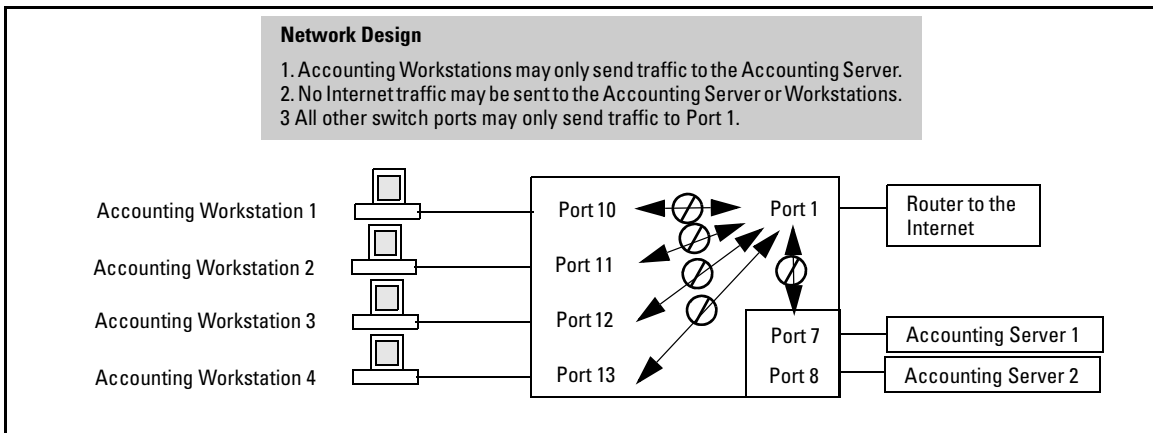 Network Design
1. Accounting Workstations may only send traffic to the Accounting Server.
2. No Internet traffic may be sent to the Accounting Server or Workstations.
3 All other switch ports may only send traffic to Port 1.
Accounting Workstation 1
Port 10
Port 1
Router to the
Internet
Accounting Workstation 2
Port 11
Accounting Workstation 3
Port 12
Port 7
Accounting Server 1
Accounting Workstation 4
Port 13
Port 8
Accounting Server 2